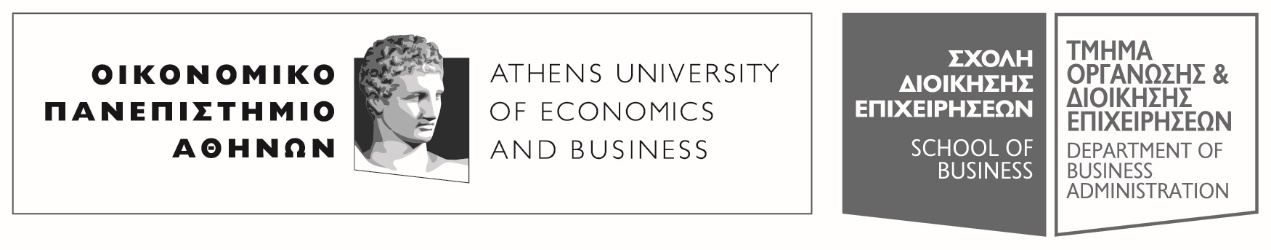 ΟΙΚΟΝΟΜΙΚΟ
ΠΑΝΕΠΙΣΤΗΜΙΟ
ΑΘΗΝΩΝ
ATHENS UNIVERSITY
OF ECONOMICS
AND BUSINESS
ΣΧΟΛΗ
ΔΙΟΙΚΗΣΗΣ
ΕΠΙΧΕΙΡΗΣΕΩΝ
SCHOOL OF
BUSINESS
ΤΜΗΜΑ
ΟΡΓΑΝΩΣΗΣ &
ΔΙΟΙΚΗΣΗΣ
ΕΠΙΧΕΙΡΗΣΕΩΝ
DEPARTMENT OF
BUSINESS
ADMINISTRATION